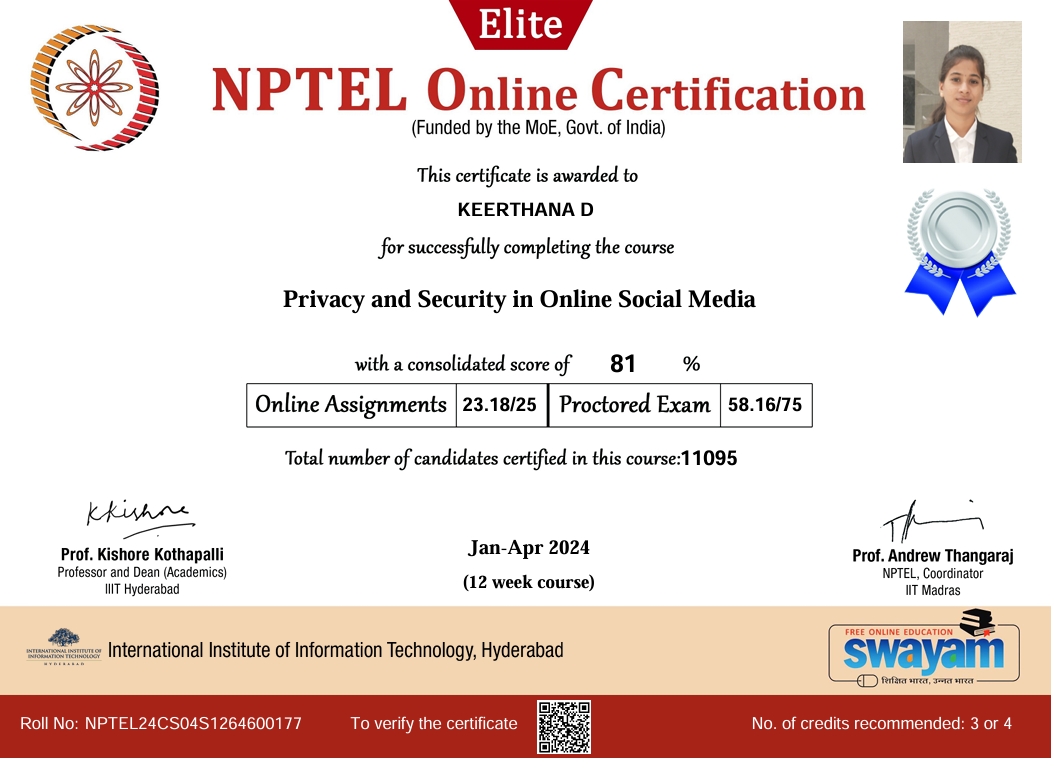 Elite
NPTEL Online Certification
(Funded by the MoE, Govt. of India)
This certificate is awarded to
KEERTHANA D
for successfully completing the course
Privacy and Security in Online Social Media
with a consolidated score of 81 %
Online Assignments 23.18/25 Proctored Exam 58.16/75
Total number of candidates certified in this course:11095
K Kishore
Prof. Kishore Kothapalli
Professor and Dean (Academics)
IIIT Hyderabad
Jan-Apr 2024
(12 week course)
Prof. Andrew Thangaraj
NPTEL, Coordinator
IIT Madras
INTERNATIONAL INSTITUTE OF
INFORMATION TECHNOLOGY
HYDERABAD
International Institute of Information Technology, Hyderabad
FREE ONLINE EDUCATION
swayam
शिक्षित भारत, उन्नत भारत
Roll No: NPTEL24CS04S1264600177
To verify the certificate
No. of credits recommended: 3 or 4